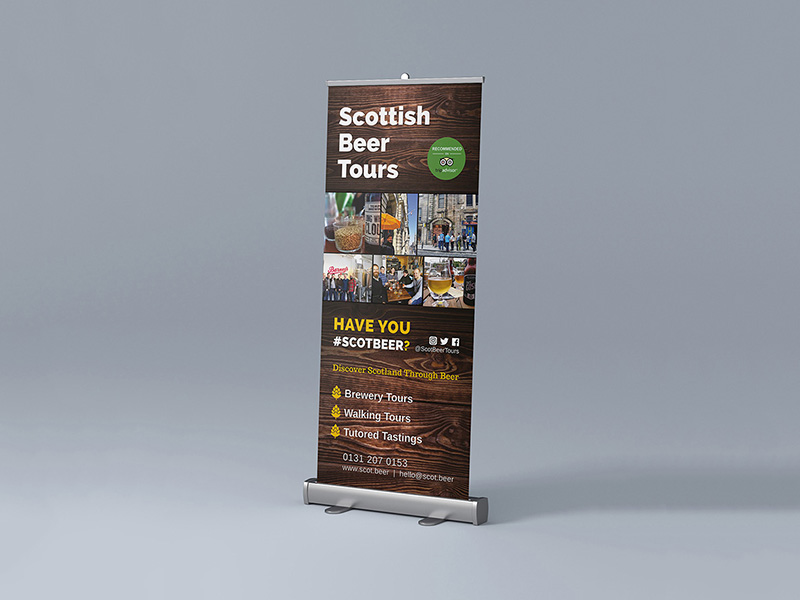 Scottish
Beer
Tours
RECOMMENDED
HAVE YOU
#SCOTBEER?
@ScotBeerTours
Discover Scotland Through Beer
Brewery Tours
Walking Tours
Tutored Tastings
0131 207 0153
www.scot.beer | hello@scot.beer